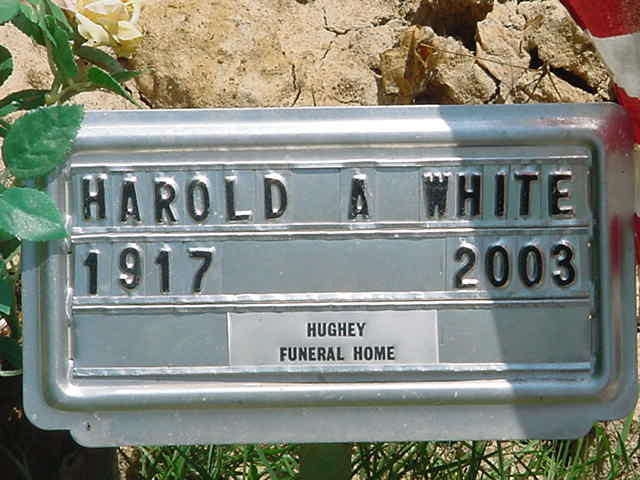 HAROLD A WHITE
1917 2003
HUGHEY
FUNERAL HOME